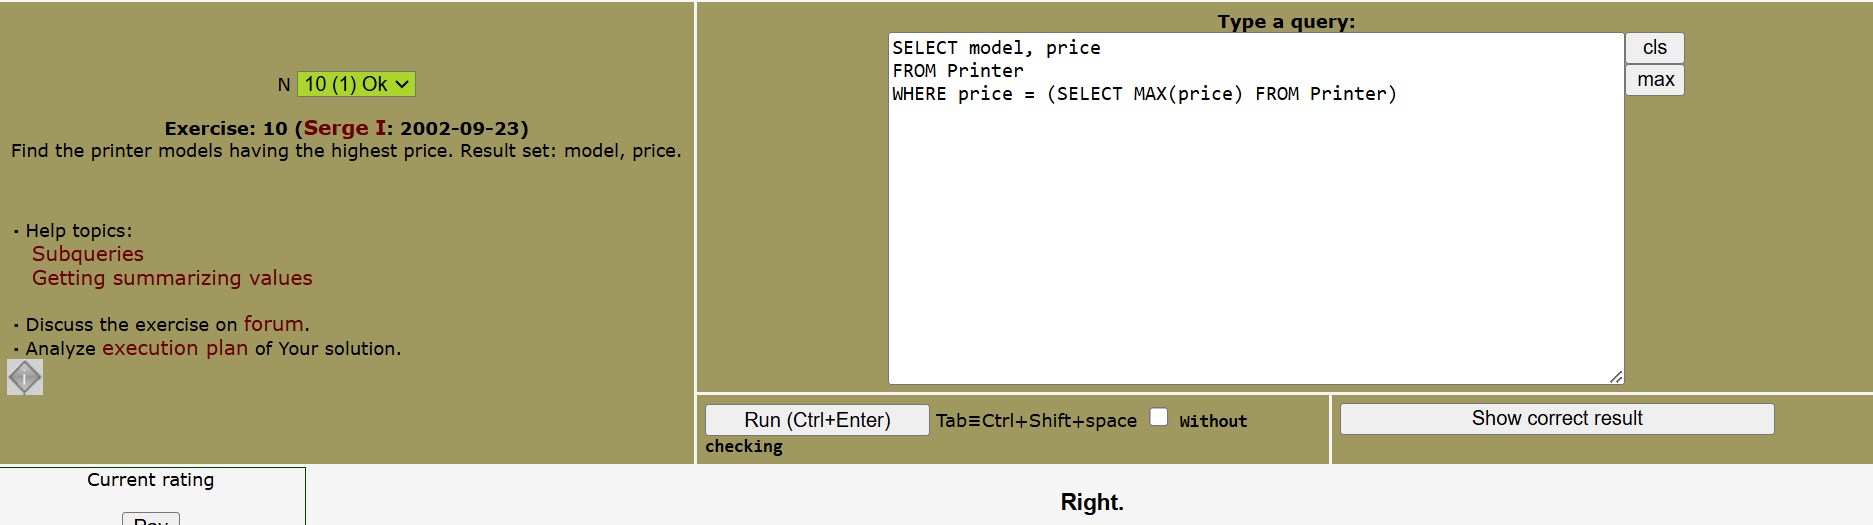 N 10 (1) Ok
Exercise: 10 (Serge I: 2002-09-23)
Find the printer models having the highest price. Result set: model, price.
· Help topics:
Subqueries
Getting summarizing values
· Discuss the exercise on forum.
· Analyze execution plan of Your solution.
i
Type a query:
SELECT model, price
FROM Printer
WHERE price = (SELECT MAX(price) FROM Printer)
cls
max
Run (Ctrl+Enter) Tab≡Ctrl+Shift+space Without
checking
Show correct result
Current rating
Right.